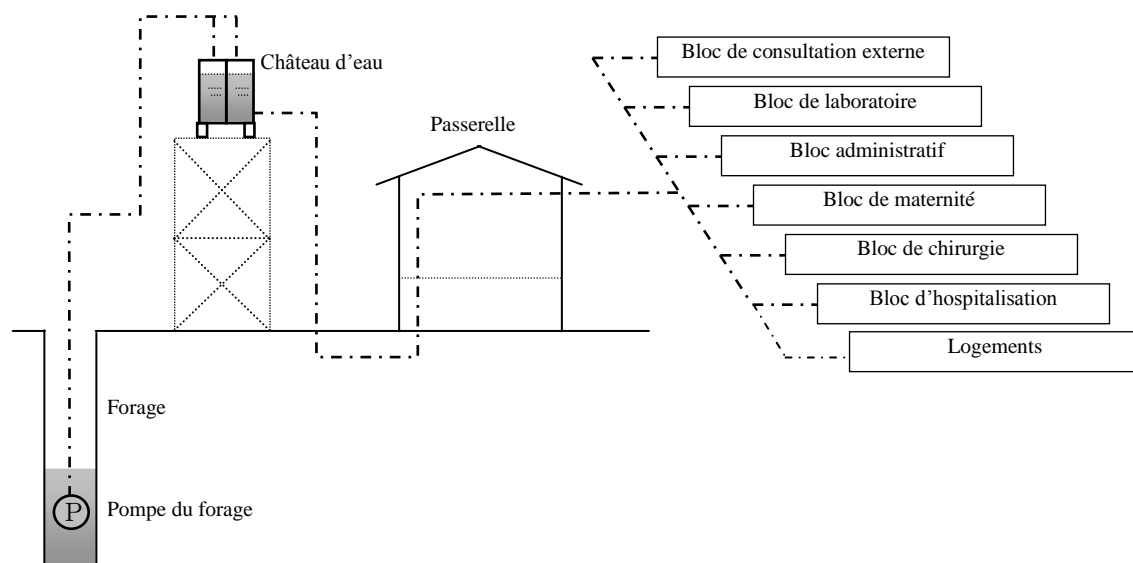 Château d'eau
Passerelle
Bloc de consultation externe
Bloc de laboratoire
Bloc administratif
Bloc de maternité
Bloc de chirurgie
Bloc d'hospitalisation
Logements
Forage
P
Pompe du forage